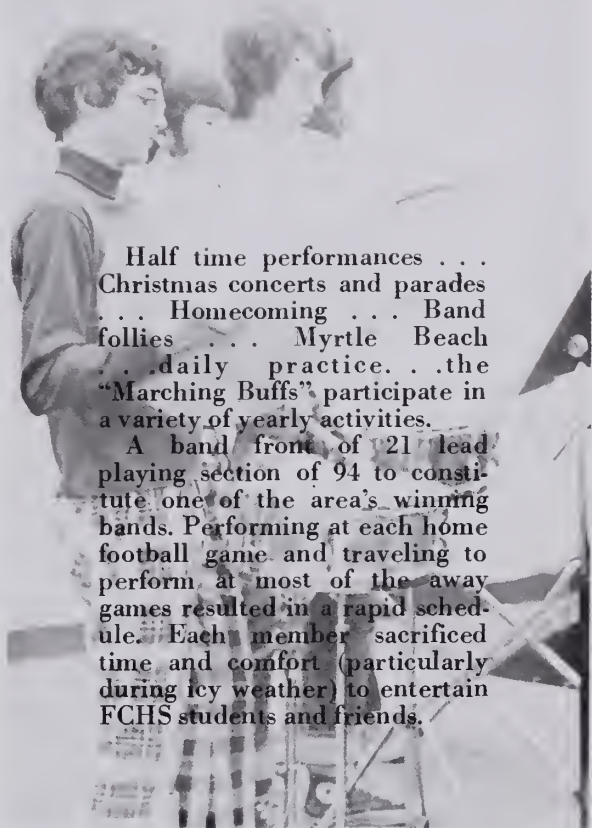 Half time performances . . .
Christmas concerts and parades
. . . Homecoming . . . Band
follies . . . Myrtle Beach
. . .daily practice. . .the
“Marching Buffs” participate in
a variety of yearly activities.
A band front of 21 lead
playing section of 94 to consti-
tute one of the area’s winning
bands. Performing at each home
football game and traveling to
perform at most of the away
games resulted in a rapid sched-
ule. Each member sacrificed
time and comfort (particularly
during icy weather) to entertain
FCHS students and friends.